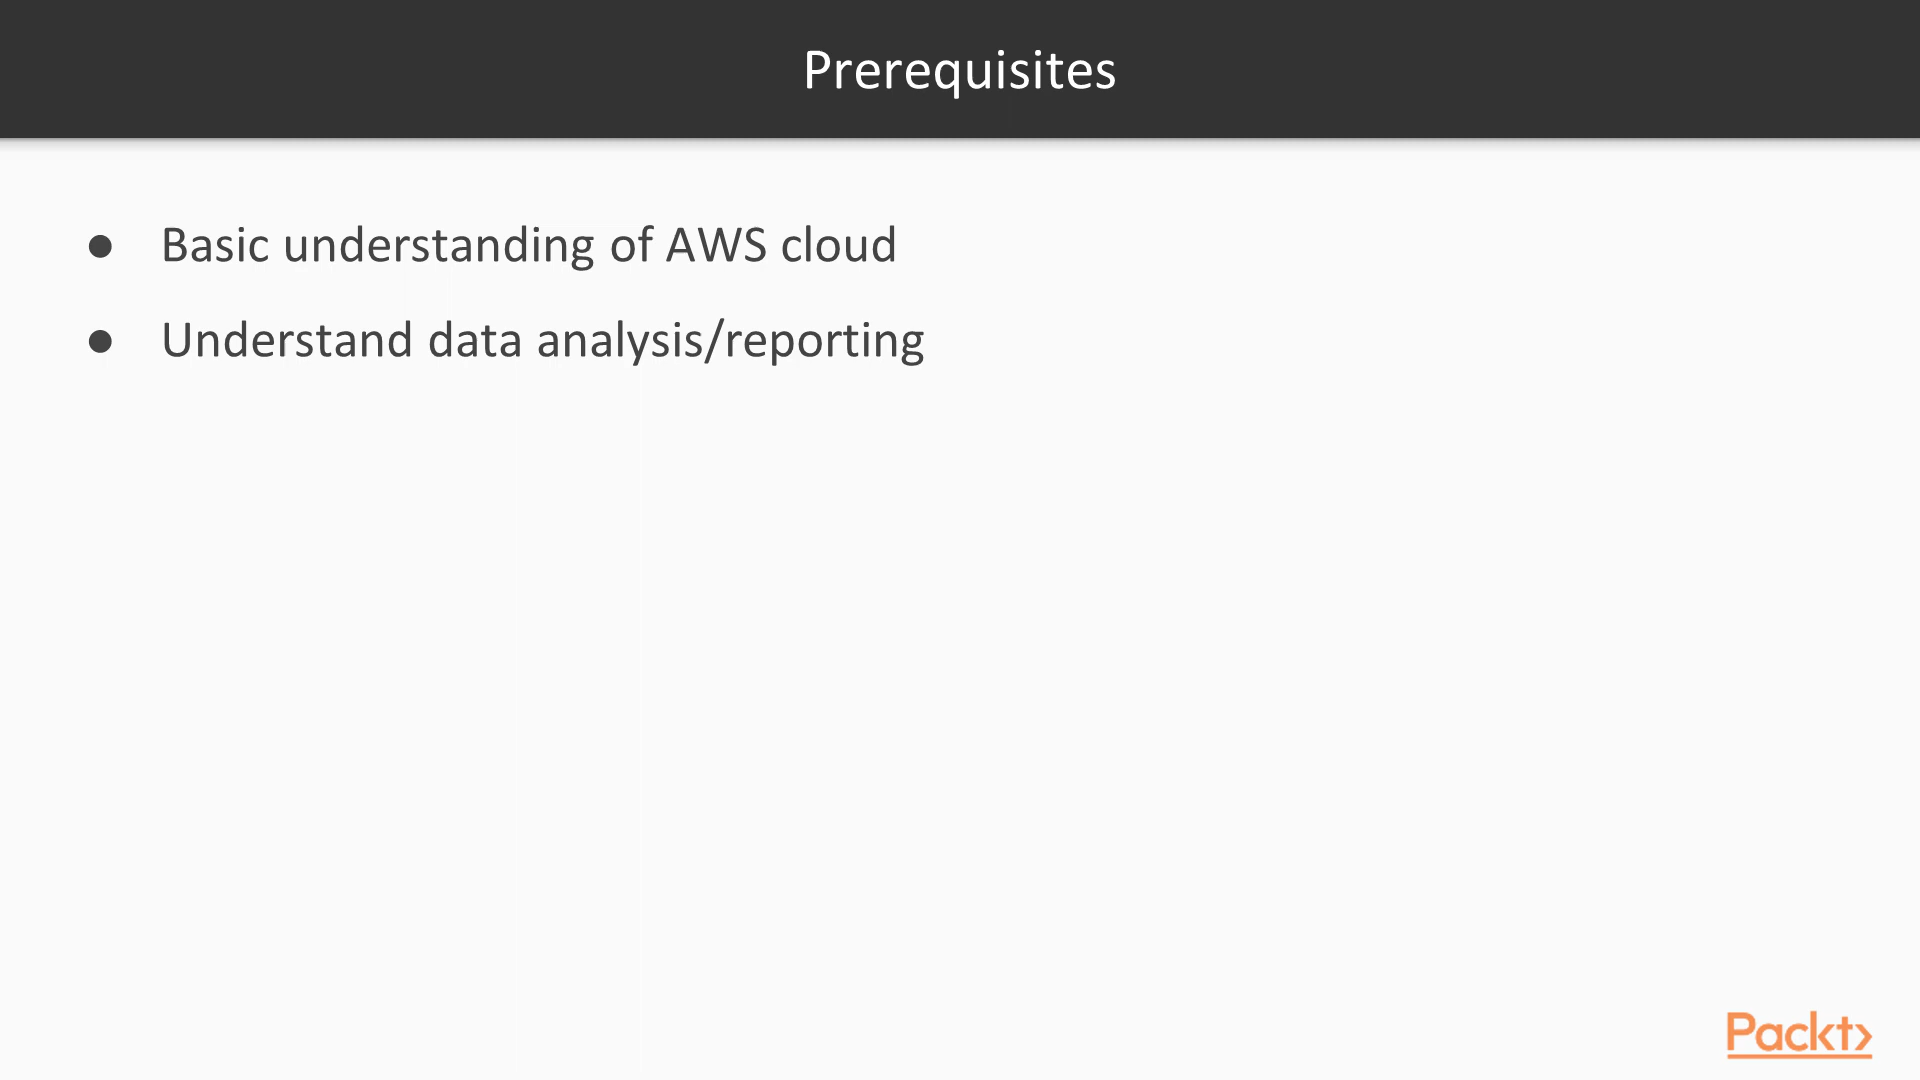 Prerequisites
● Basic understanding of AWS cloud
● Understand data analysis/reporting
Packt>